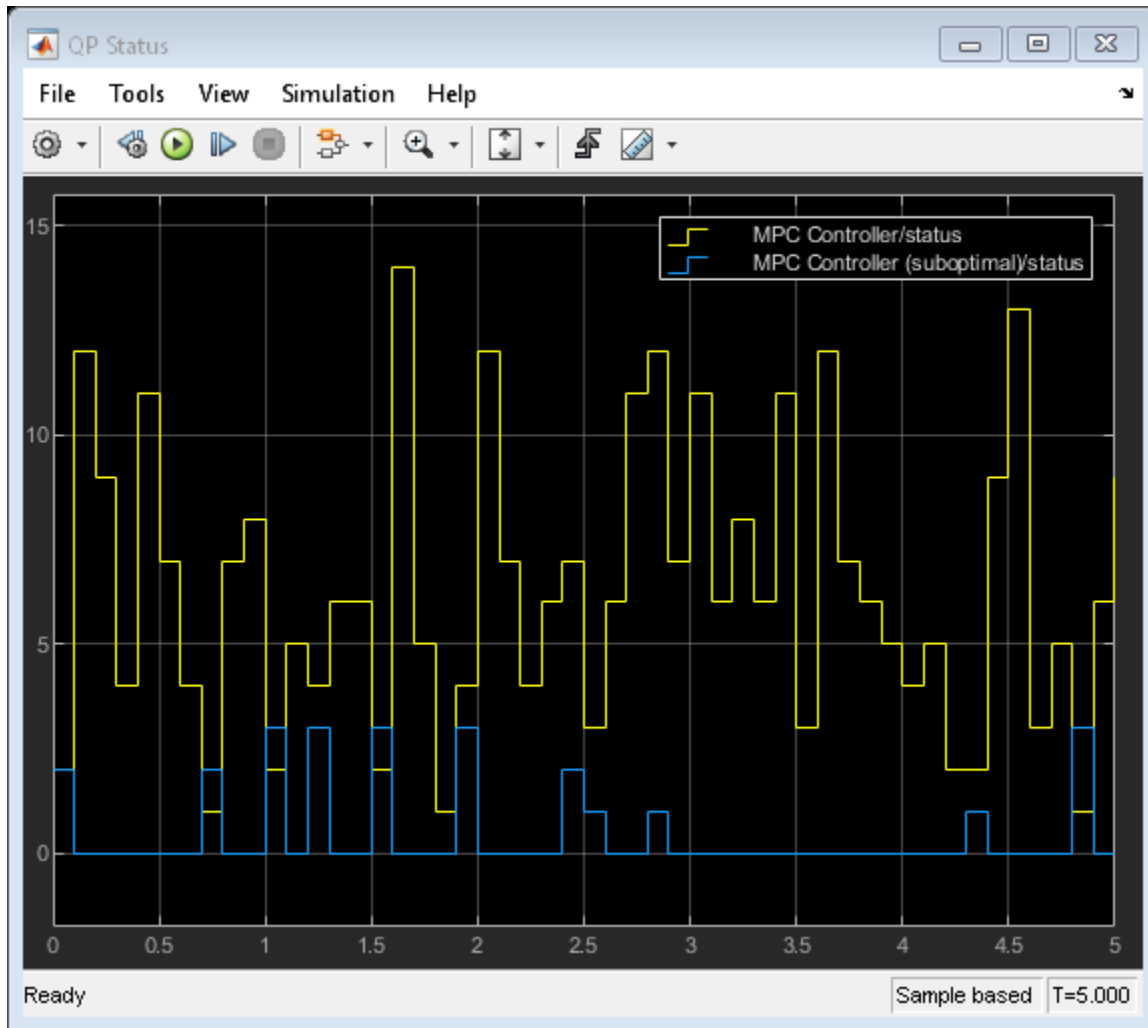 QP Status
File Tools View Simulation Help
15
MPC Controller/status
MPC Controller (suboptimal)/status
10
5
0
0 0.5 1 1.5 2 2.5 3 3.5 4 4.5 5
Ready Sample based T=5.000